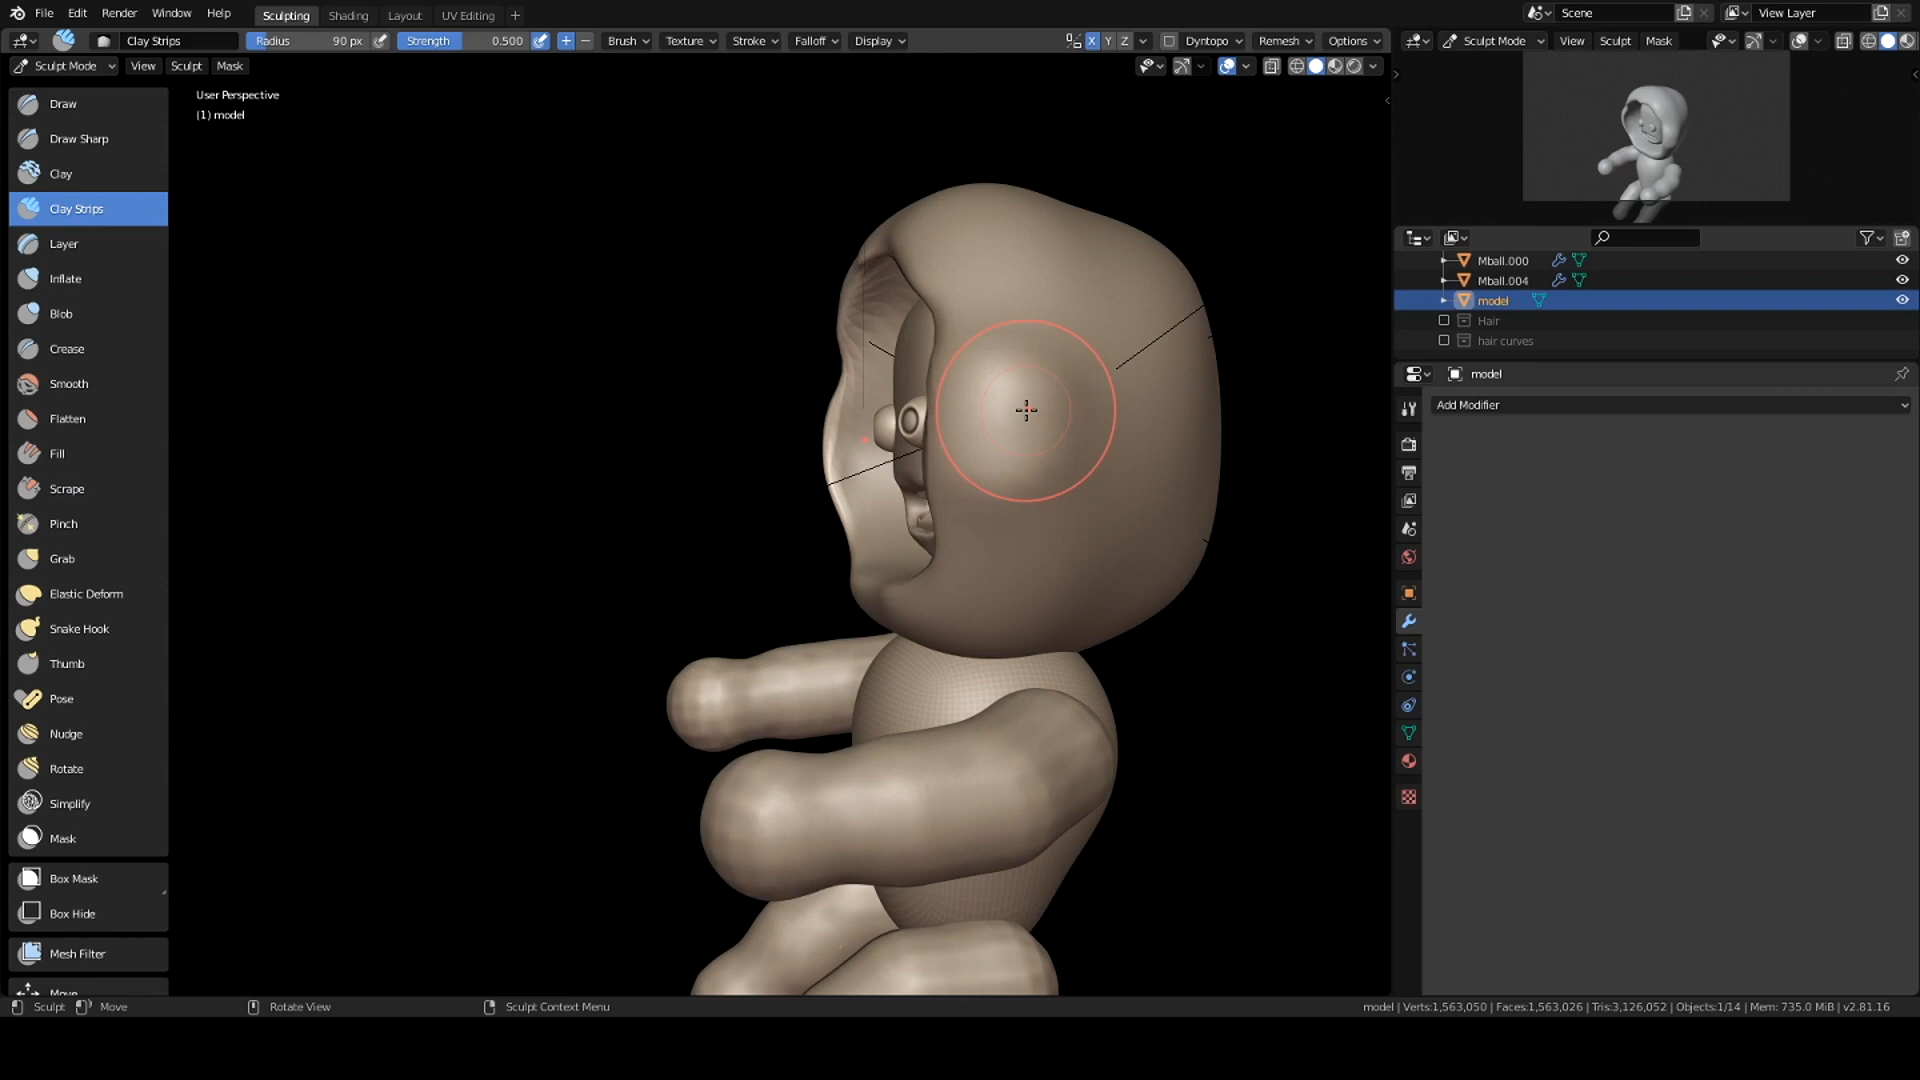 File Edit Render Window Help Sculpting Shading Layout UV Editing + Scene View Layer
Clay Strips Radius 90 px Strength 0.500 Brush Texture Stroke Falloff Display X Y Z Dyntopo Remesh Options Sculpt Mode View Sculpt Mask
Sculpt Mode View Sculpt Mask
User Perspective
(1) model
Draw
Draw Sharp
Clay
Clay Strips
Layer
Inflate
Blob
Crease
Smooth
Flatten
Fill
Scrape
Pinch
Grab
Elastic Deform
Snake Hook
Thumb
Pose
Nudge
Rotate
Simplify
Mask
Box Mask
Box Hide
Mesh Filter
Move
Mball.000
Mball.004
model
Hair
hair curves
model
Add Modifier
Sculpt Move Rotate View Sculpt Context Menu model | Verts:1,563,050 | Faces:1,563,026 | Tris:3,126,052 | Objects:1/14 | Mem: 735.0 MiB | v2.81.16